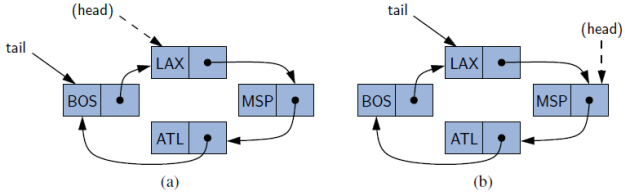 (head)
tail
LAX
BOS
MSP
ATL
(a)
(head)
tail
LAX
BOS
MSP
ATL
(b)